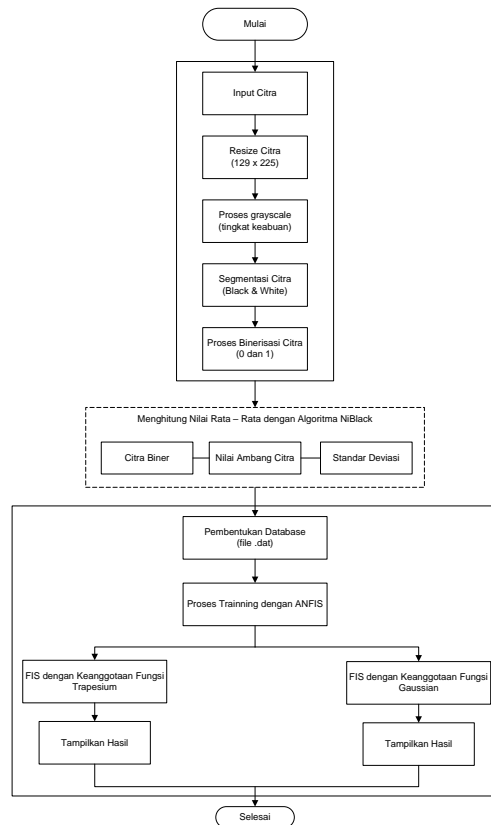 Mulai
Input Citra
Resize Citra
(129 x 225)
Proses grayscale
(tingkat keabuan)
Segmentasi Citra
(Black & White)
Proses Binerisasi Citra
(0 dan 1)
Menghitung Nilai Rata – Rata dengan Algoritma NiBlack
Citra Biner
Nilai Ambang Citra
Standar Deviasi
Pembentukan Database
(file .dat)
Proses Trainning dengan ANFIS
FIS dengan Keanggotaan Fungsi
Trapesium
FIS dengan Keanggotaan Fungsi
Gaussian
Tampilkan Hasil
Tampilkan Hasil
Selesai